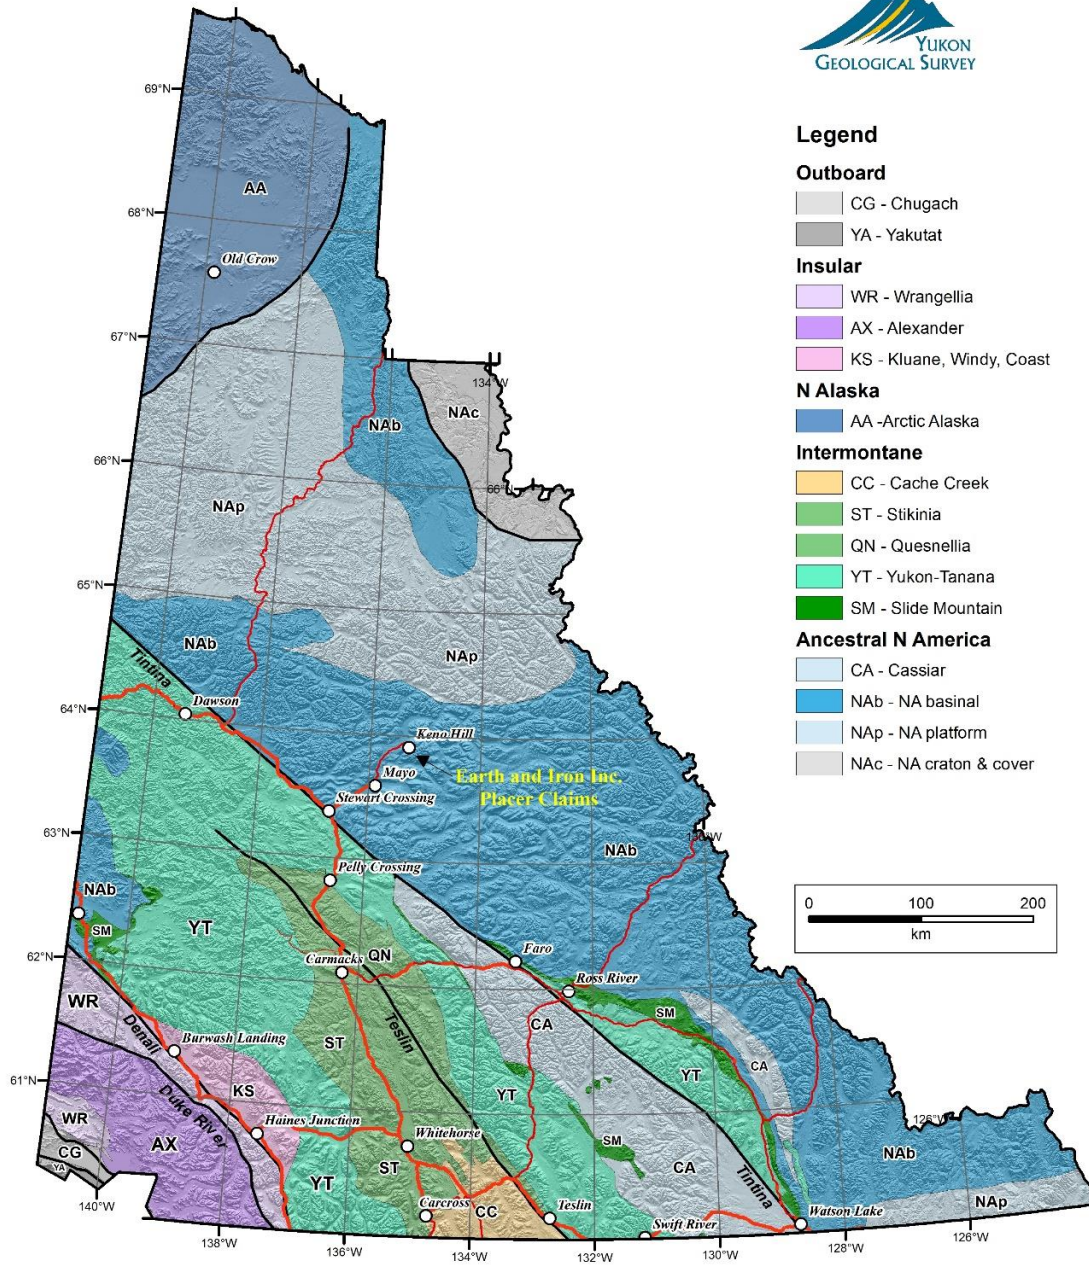 YUKON
GEOLOGICAL SURVEY
Legend
Outboard
CG - Chugach
YA - Yakutat
Insular
WR - Wrangellia
AX - Alexander
KS - Kluane, Windy, Coast
N Alaska
AA -Arctic Alaska
Intermontane
CC - Cache Creek
ST - Stikinia
QN - Quesnellia
YT - Yukon-Tanana
SM - Slide Mountain
Ancestral N America
CA - Cassiar
NAb - NA basinal
NAp - NA platform
NAc - NA craton & cover
0 100 200
km
69°N
AA
68°N
Old Crow
67°N
134°W
NAc
NAb
66°N
66°N
NAp
65°N
NAb
NAp
Tintina
Dawson
64°N
Keno Hill
Mayo
Earth and Iron Inc.
Placer Claims
Stewart Crossing
63°N
NAb
Pelly Crossing
NAb
SM
YT
QN
Faro
62°N
Carmacks
Ross River
WR
SM
Denali
Teslin
CA
Burwash Landing
ST
CA
61°N
KS
YT
YT
Duke River
WR
Haines Junction
126°W
AX
Whitehorse
SM
CG
YA
ST
CA
NAb
YT
Tintina
140°W
Carcross
CC
Teslin
Swift River
Watson Lake
NAp
138°W
136°W
134°W
132°W
130°W
128°W
126°W